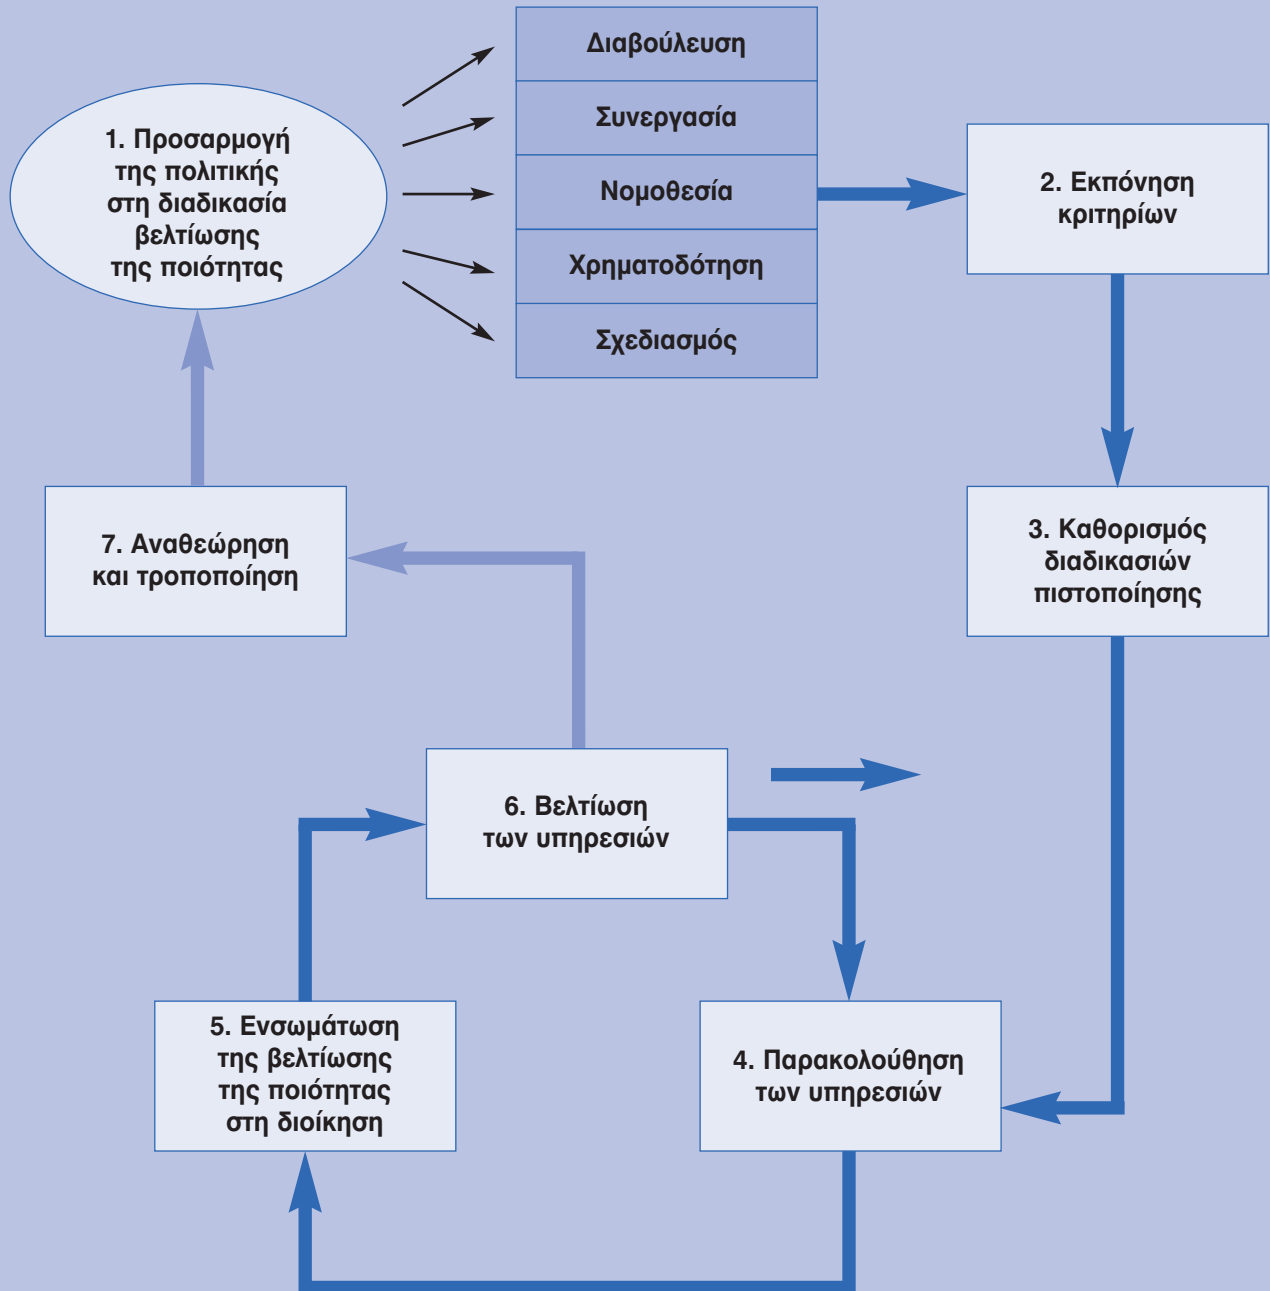 1. Προσαρμογή
της πολιτικής
στη διαδικασία
βελτίωσης
της ποιότητας
Διαβούλευση
Συνεργασία
Νομοθεσία
Χρηματοδότηση
Σχεδιασμός
2. Εκπόνηση
κριτηρίων
3. Καθορισμός
διαδικασιών
πιστοποίησης
7. Αναθεώρηση
και τροποποίηση
6. Βελτίωση
των υπηρεσιών
5. Ενσωμάτωση
της βελτίωσης
της ποιότητας
στη διοίκηση
4. Παρακολούθηση
των υπηρεσιών